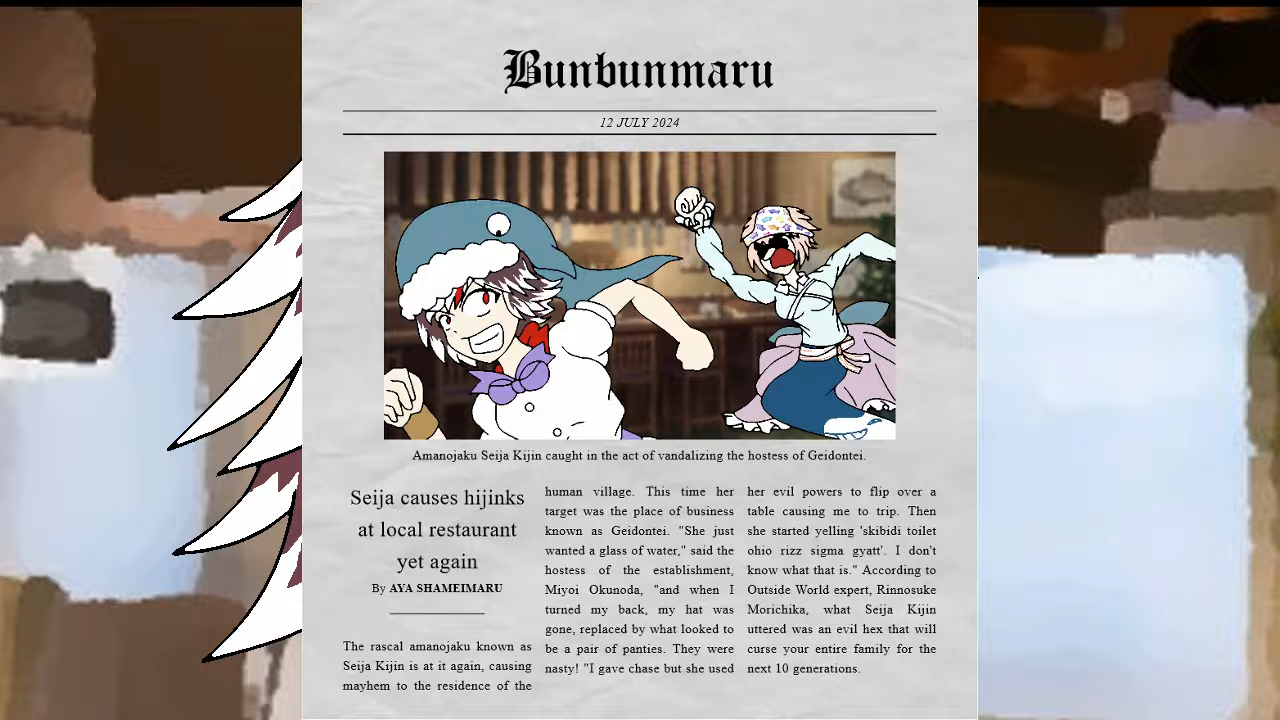 Bunbunmaru
12 JULY 2024
Amanojaku Seija Kijin caught in the act of vandalizing the hostess of Geidontei.
Seija causes hijinks
at local restaurant
yet again
By AYA SHAMEIMARU
The rascal amanojaku known as
Seija Kijin is at it again, causing
mayhem to the residence of the
human village. This time her
target was the place of business
known as Geidontei. "She just
wanted a glass of water," said the
hostess of the establishment,
Miyoi Okunoda, "and when I
turned my back, my hat was
gone, replaced by what looked to
be a pair of panties. They were
nasty! "I gave chase but she used
her evil powers to flip over a
table causing me to trip. Then
she started yelling 'skibidi toilet
ohio rizz sigma gyatt'. I don't
know what that is." According to
Outside World expert, Rinnosuke
Morichika, what Seija Kijin
uttered was an evil hex that will
curse your entire family for the
next 10 generations.